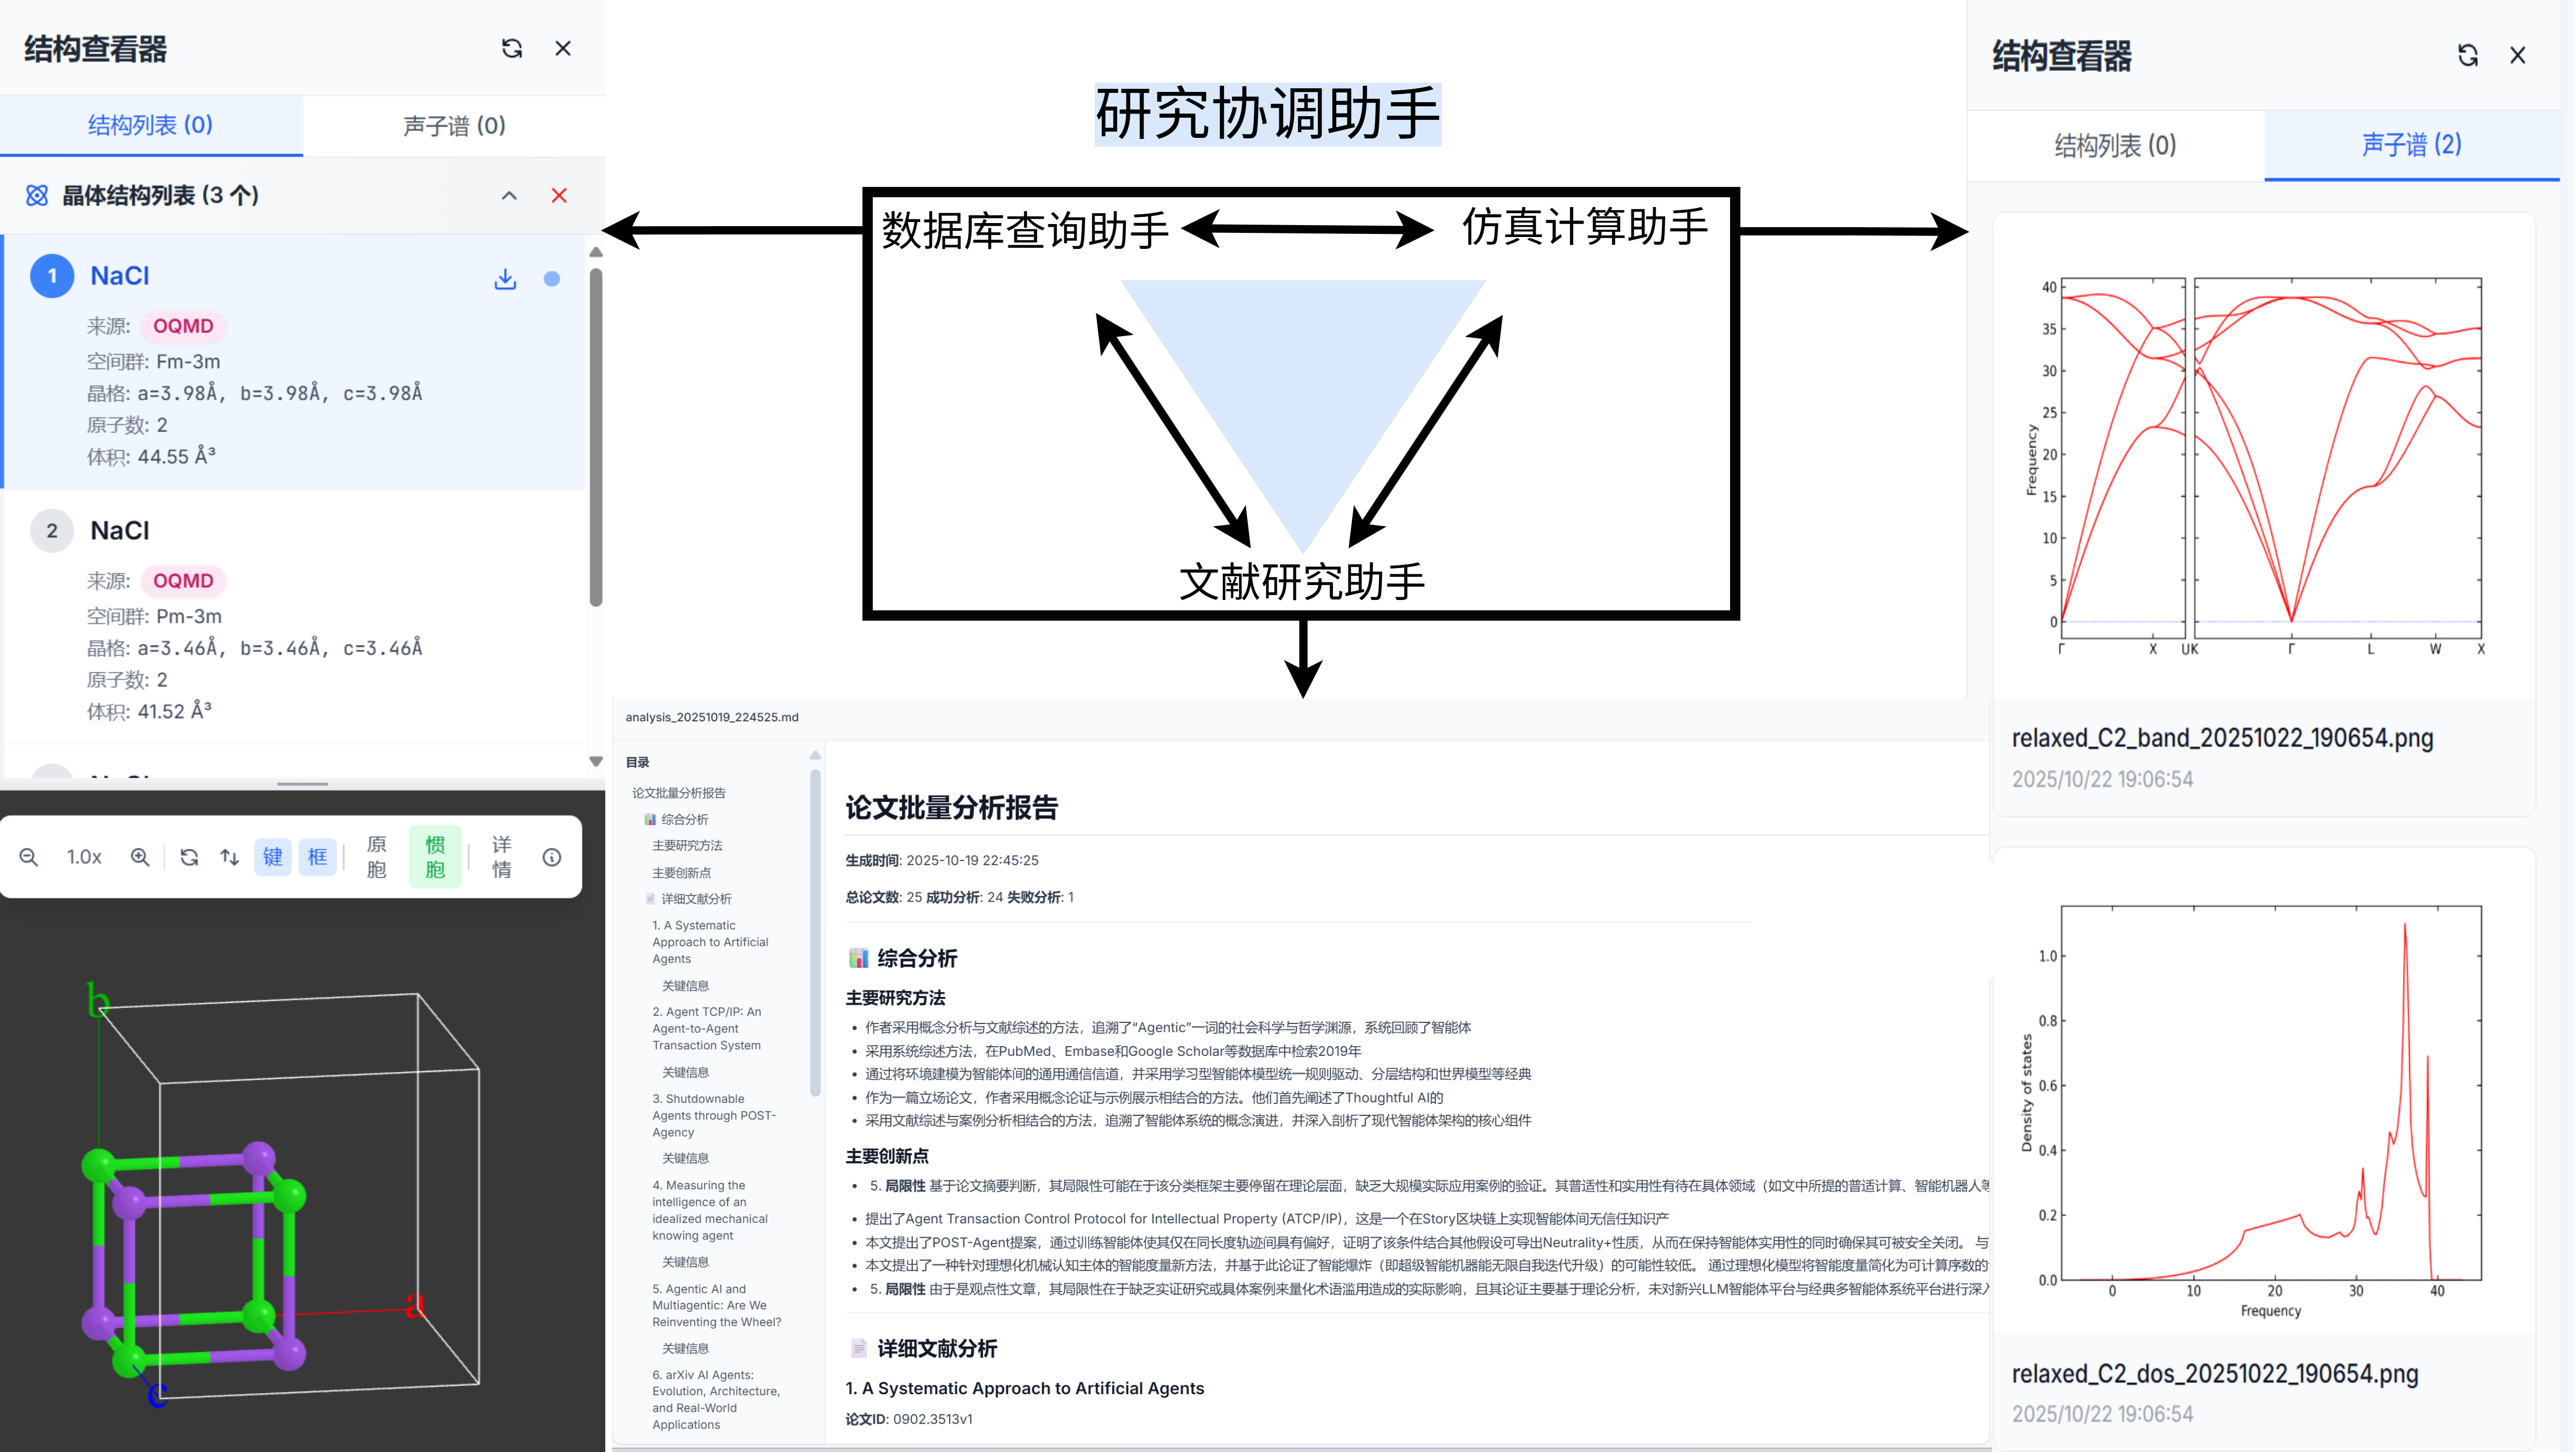 结构查看器
结构列表 (0)
声子谱 (0)
晶体结构列表 (3 个)
1
NaCl
来源: OQMD
空间群: Fm-3m
晶格: a=3.98Å, b=3.98Å, c=3.98Å
原子数: 2
体积: 44.55 Å³
2
NaCl
来源: OQMD
空间群: Pm-3m
晶格: a=3.46Å, b=3.46Å, c=3.46Å
原子数: 2
体积: 41.52 Å³
1.0x
键
框
原胞
惯胞
详情
b
a
c
研究协调助手
数据库查询助手
仿真计算助手
文献研究助手
analysis_20251019_224525.md
目录
论文批量分析报告
综合分析
主要研究方法
主要创新点
详细文献分析
1. A Systematic
Approach to Artificial
Agents
关键信息
2. Agent TCP/IP: An
Agent-to-Agent
Transaction System
关键信息
3. Shutdownable
Agents through POST-
Agency
关键信息
4. Measuring the
intelligence of an
idealized mechanical
knowing agent
关键信息
5. Agentic AI and
Multiagentic: Are We
Reinventing the Wheel?
关键信息
6. arXiv AI Agents:
Evolution, Architecture,
and Real-World
Applications
论文批量分析报告
生成时间: 2025-10-19 22:45:25
总论文数: 25 成功分析: 24 失败分析: 1
综合分析
主要研究方法
• 作者采用概念分析与文献综述的方法，追溯了“Agentic”一词的社会科学与哲学渊源，系统回顾了智能体
• 采用系统综述方法，在PubMed、Embase和Google Scholar等数据库中检索2019年
• 通过将环境建模为智能体间的通用通信信道，并采用学习型智能体模型统一规则驱动、分层结构和世界模型等经典
• 作为一篇立场论文，作者采用概念论证与示例展示相结合的方法。他们首先阐述了Thoughtful AI的
• 采用文献综述与案例分析相结合的方法，追溯了智能体系统的概念演进，并深入剖析了现代智能体架构的核心组件
主要创新点
• 5. 局限性 基于论文摘要判断，其局限性可能在于该分类框架主要停留在理论层面，缺乏大规模实际应用案例的验证。其普适性和实用性有待在具体领域（如文中所提的普适计算、智能机器人等
• 提出了Agent Transaction Control Protocol for Intellectual Property (ATCP/IP)，这是一个在Story区块链上实现智能体间无信任知识产
• 本文提出了POST-Agent提案，通过训练智能体使其仅在同长度轨迹间具有偏好，证明了该条件结合其他假设可导出Neutrality+性质，从而在保持智能体实用性的同时确保其可被安全关闭。 与
• 本文提出了一种针对理想化机械认知主体的智能度量新方法，并基于此论证了智能爆炸（即超级智能机器能无限自我迭代升级）的可能性较低。 通过理想化模型将智能度量简化为可计算序数的
• 5. 局限性 由于是观点性文章，其局限性在于缺乏实证研究或具体案例来量化术语滥用造成的实际影响，且其论证主要基于理论分析，未对新兴LLM智能体平台与经典多智能体系统平台进行深入
详细文献分析
1. A Systematic Approach to Artificial Agents
论文ID: 0902.3513v1
结构查看器
结构列表 (0)
声子谱 (2)
Frequency
40
35
30
25
20
15
10
5
0
Γ X UK Γ L W X
relaxed_C2_band_20251022_190654.png
2025/10/22 19:06:54
Density of states
1.0
0.8
0.6
0.4
0.2
0.0
0 10 20 30 40
Frequency
relaxed_C2_dos_20251022_190654.png
2025/10/22 19:06:54